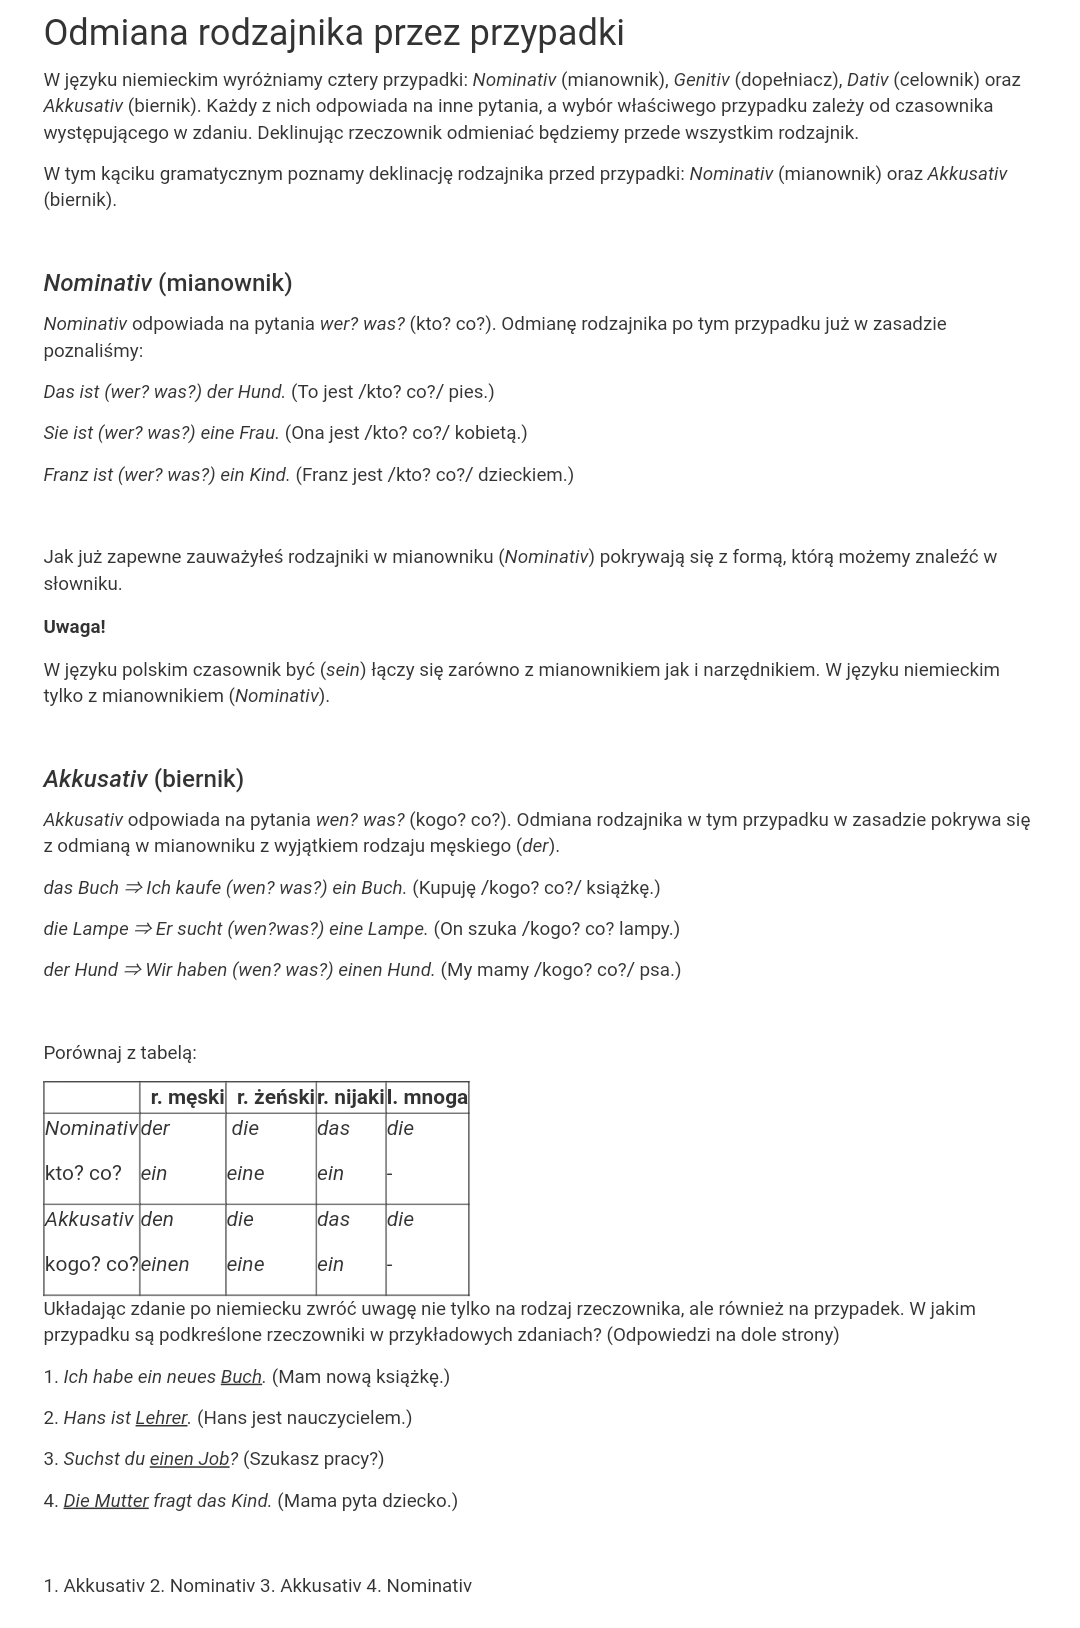 Odmiana rodzajnika przez przypadki
W języku niemieckim wyróżniamy cztery przypadki: Nominativ (mianownik), Genitiv (dopełniacz), Dativ (celownik) oraz
Akkusativ (biernik). Każdy z nich odpowiada na inne pytania, a wybór właściwego przypadku zależy od czasownika
występującego w zdaniu. Deklinując rzeczownik odmieniać będziemy przede wszystkim rodzajnik.
W tym kąciku gramatycznym poznamy deklinację rodzajnika przed przypadki: Nominativ (mianownik) oraz Akkusativ
(biernik).
Nominativ (mianownik)
Nominativ odpowiada na pytania wer? was? (kto? co?). Odmianę rodzajnika po tym przypadku już w zasadzie
poznaliśmy:
Das ist (wer? was?) der Hund. (To jest /kto? co?/ pies.)
Sie ist (wer? was?) eine Frau. (Ona jest /kto? co?/ kobietą.)
Franz ist (wer? was?) ein Kind. (Franz jest /kto? co?/ dzieckiem.)
Jak już zapewne zauważyłeś rodzajniki w mianowniku (Nominativ) pokrywają się z formą, którą możemy znaleźć w
słowniku.
Uwaga!
W języku polskim czasownik być (sein) łączy się zarówno z mianownikiem jak i narzędnikiem. W języku niemieckim
tylko z mianownikiem (Nominativ).
Akkusativ (biernik)
Akkusativ odpowiada na pytania wen? was? (kogo? co?). Odmiana rodzajnika w tym przypadku w zasadzie pokrywa się
z odmianą w mianowniku z wyjątkiem rodzaju męskiego (der).
das Buch ⇒ Ich kaufe (wen? was?) ein Buch. (Kupuję /kogo? co?/ książkę.)
die Lampe ⇒ Er sucht (wen?was?) eine Lampe. (On szuka /kogo? co? lampy.)
der Hund ⇒ Wir haben (wen? was?) einen Hund. (My mamy /kogo? co?/ psa.)
Porównaj z tabelą:
r. męski r. żeński r. nijaki l. mnoga
Nominativ der die das die
kto? co? ein eine ein -
Akkusativ den die das die
kogo? co? einen eine ein -
Układając zdanie po niemiecku zwróć uwagę nie tylko na rodzaj rzeczownika, ale również na przypadek. W jakim
przypadku są podkreślone rzeczowniki w przykładowych zdaniach? (Odpowiedzi na dole strony)
1. Ich habe ein neues Buch. (Mam nową książkę.)
2. Hans ist Lehrer. (Hans jest nauczycielem.)
3. Suchst du einen Job? (Szukasz pracy?)
4. Die Mutter fragt das Kind. (Mama pyta dziecko.)
1. Akkusativ 2. Nominativ 3. Akkusativ 4. Nominativ